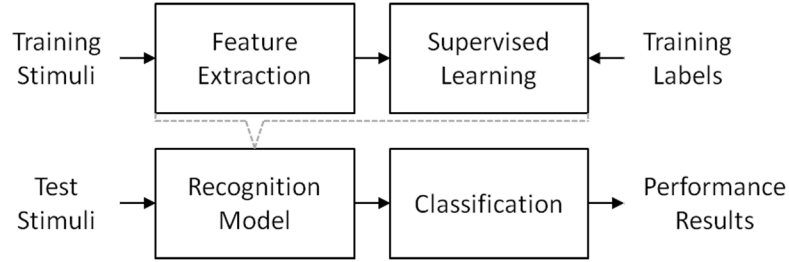 Training
Stimuli
Feature
Extraction
Supervised
Learning
Training
Labels
Test
Stimuli
Recognition
Model
Classification
Performance
Results